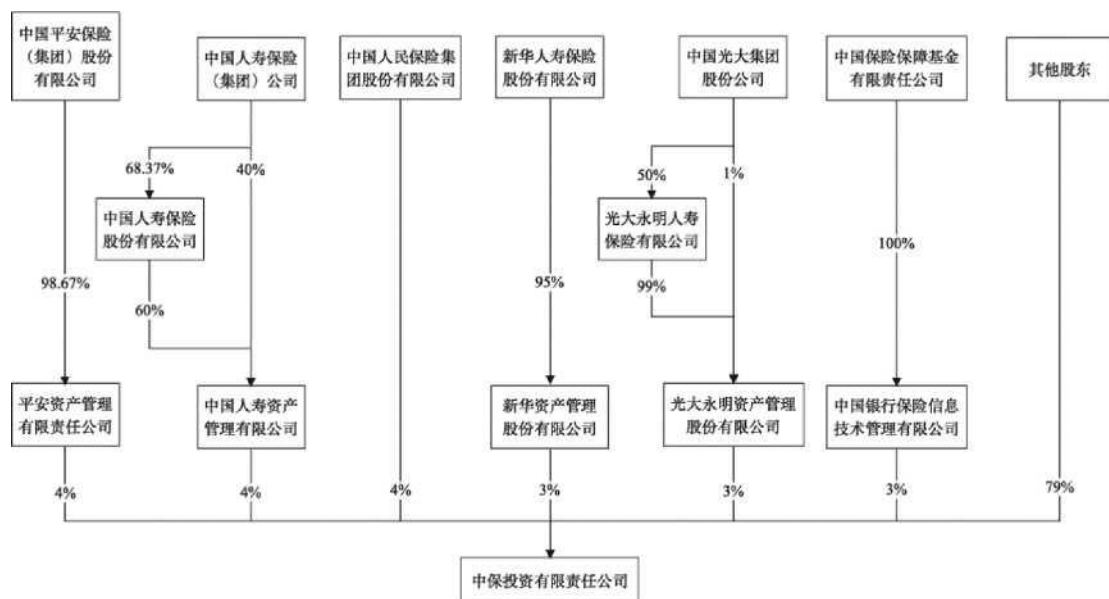 中国平安保险
（集团）股份
有限公司
中国人寿保险
（集团）公司
中国人民保险集
团股份有限公司
新华人寿保险
股份有限公司
中国光大集团
股份公司
中国保险保障基金
有限责任公司
其他股东
68.37%
40%
50%
1%
中国人寿保险
股份有限公司
光大永明人寿
保险有限公司
100%
98.67%
95%
99%
60%
平安资产管理
有限责任公司
中国人寿资产
管理有限公司
新华资产管理
股份有限公司
光大永明资产管理
股份有限公司
中国银行保险信息
技术管理有限公司
4%
4%
4%
3%
3%
3%
79%
中保投资有限责任公司